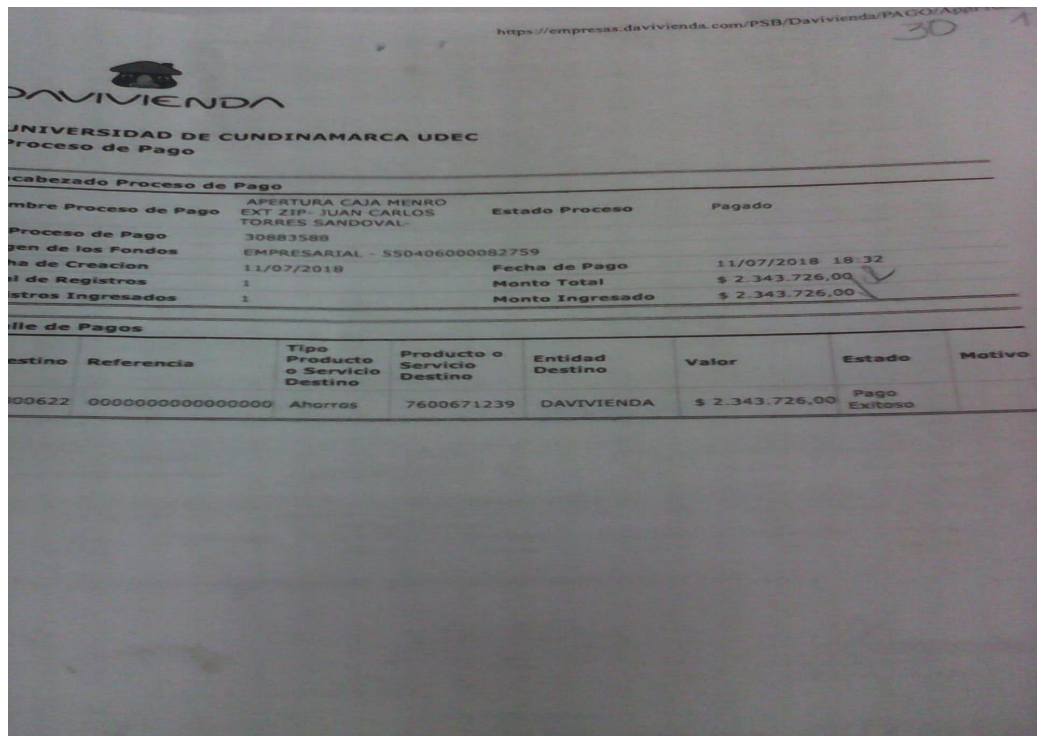 https://empresas.davivienda.com/PSB/Davivienda/PAGO/App
30 1
DAVIVIENDA
UNIVERSIDAD DE CUNDINAMARCA UDEC
Proceso de Pago
cabezado Proceso de Pago
mbre Proceso de Pago APERTURA CAJA MENRO EXT ZIP- JUAN CARLOS TORRES SANDOVAL- Estado Proceso Pagado
Proceso de Pago 30883588
gen de los Fondos EMPRESARIAL - 550406000082759
ha de Creacion 11/07/2018 Fecha de Pago 11/07/2018 18:32
l de Registros 1 Monto Total $ 2.343.726,00
stros Ingresados 1 Monto Ingresado $ 2.343.726,00
lle de Pagos
estino Referencia Tipo Producto o Servicio Destino Producto o Servicio Destino Entidad Destino Valor Estado Motivo
000622 0000000000000000 Ahorros 7600671239 DAVIVIENDA $ 2.343.726,00 Pago Exitoso